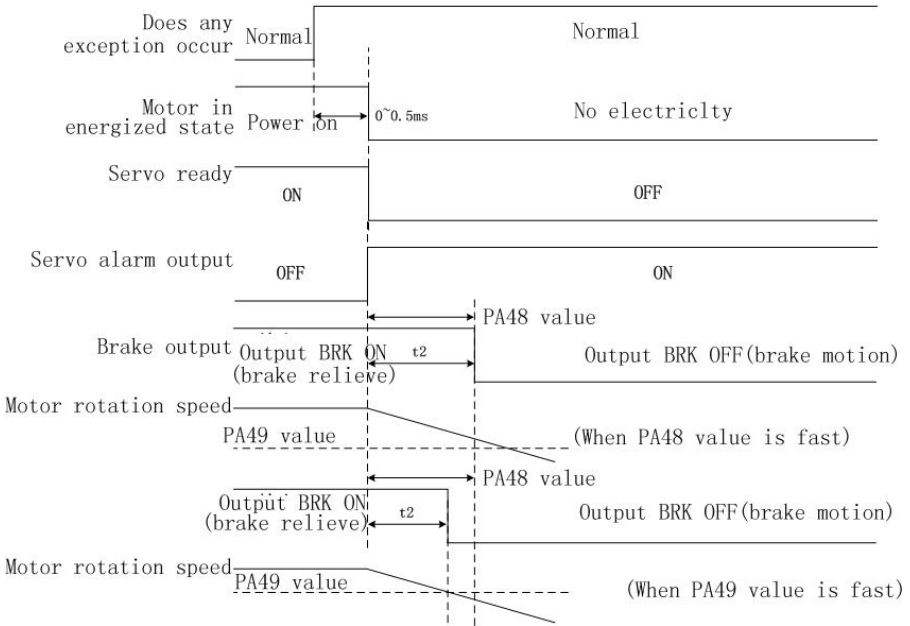 Does any
exception occur
Normal
Normal
Motor in
energized state
Power on
0~0.5ms
No electriclty
Servo ready
ON
OFF
Servo alarm output
OFF
ON
PA48 value
Brake output
Output BRK ON
(brake relieve)
t2
Output BRK OFF(brake motion)
Motor rotation speed
PA49 value
(When PA48 value is fast)
PA48 value
Output BRK ON
(brake relieve)
t2
Output BRK OFF(brake motion)
Motor rotation speed
PA49 value
(When PA49 value is fast)